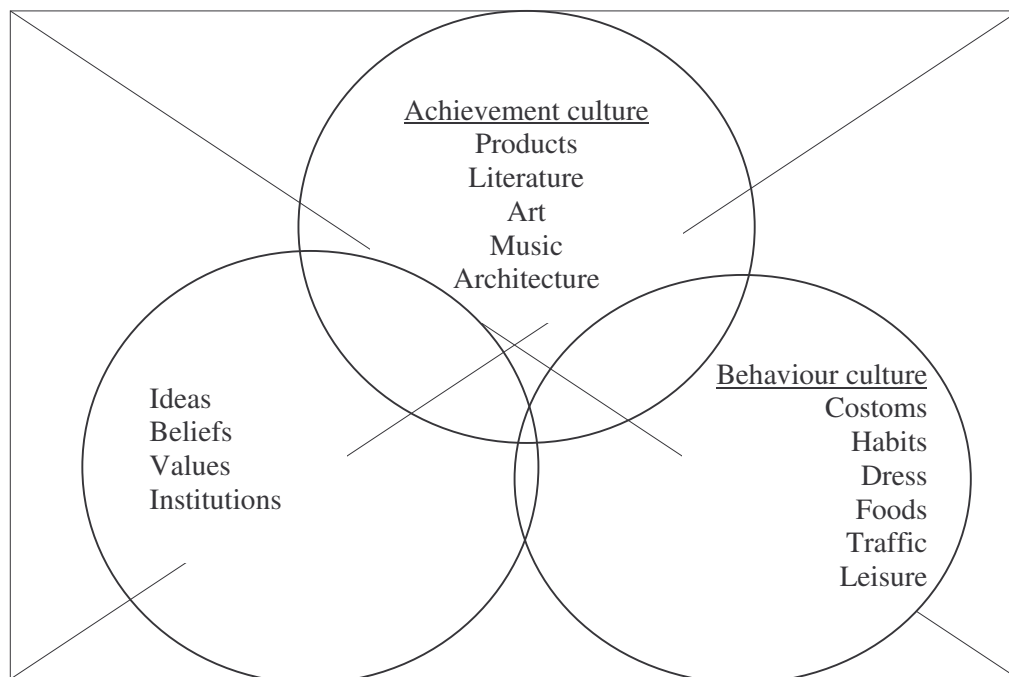 Achievement culture
Products
Literature
Art
Music
Architecture
Ideas
Beliefs
Values
Institutions
Behaviour culture
Costoms
Habits
Dress
Foods
Traffic
Leisure